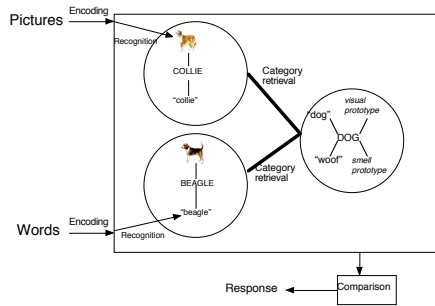 Pictures
Encoding
Recognition
COLLIE
"collie"
Category
retrieval
visual
prototype
"dog"
DOG
"woof"
smell
prototype
BEAGLE
"beagle"
Category
retrieval
Words
Encoding
Recognition
Response
Comparison